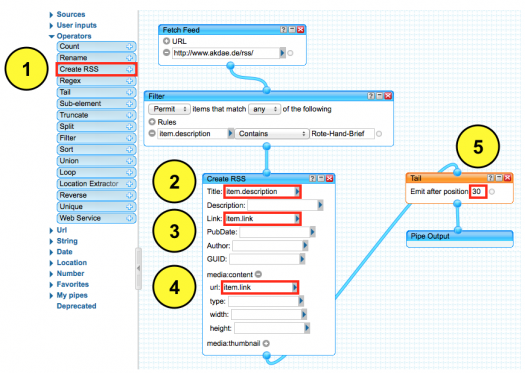 Sources
User inputs
Operators
Count
Rename
Create RSS
Regex
Tail
Sub-element
Truncate
Split
Filter
Sort
Union
Loop
Location Extractor
Reverse
Unique
Web Service
Url
String
Date
Location
Number
Favorites
My pipes
Deprecated
1
Fetch Feed
URL
http://www.akdae.de/rss/
Filter
Permit items that match any of the following
Rules
item.description Contains Rote-Hand-Brief
2
3
4
Create RSS
Title: item.description
Description:
Link: item.link
PubDate:
Author:
GUID:
media:content
url: item.link
type:
width:
height:
media:thumbnail
5
Tail
Emit after position 30
Pipe Output